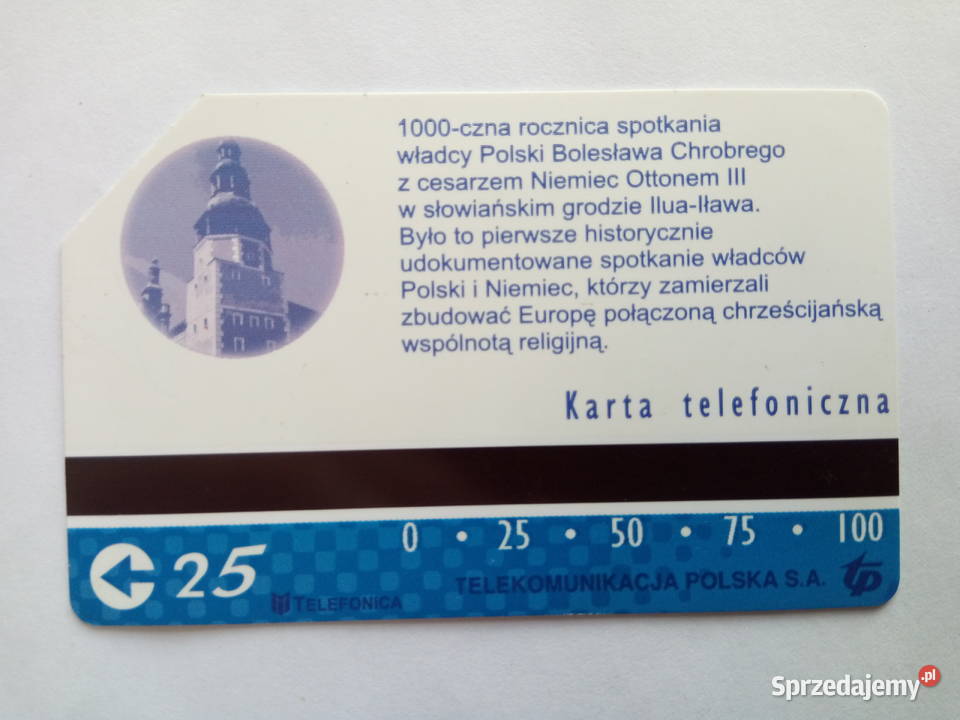 1000-czna rocznica spotkania
władcy Polski Bolesława Chrobrego
z cesarzem Niemiec Ottonem III
w słowiańskim grodzie Ilua-Iława.
Było to pierwsze historycznie
udokumentowane spotkanie władców
Polski i Niemiec, którzy zamierzali
zbudować Europę połączoną chrześcijańską
wspólnotą religijną.
Karta telefoniczna
0 • 25 • 50 • 75 • 100
25
TELEFONICA
TELEKOMUNIKACJA POLSKA S.A. tp
Sprzedajemy.pl